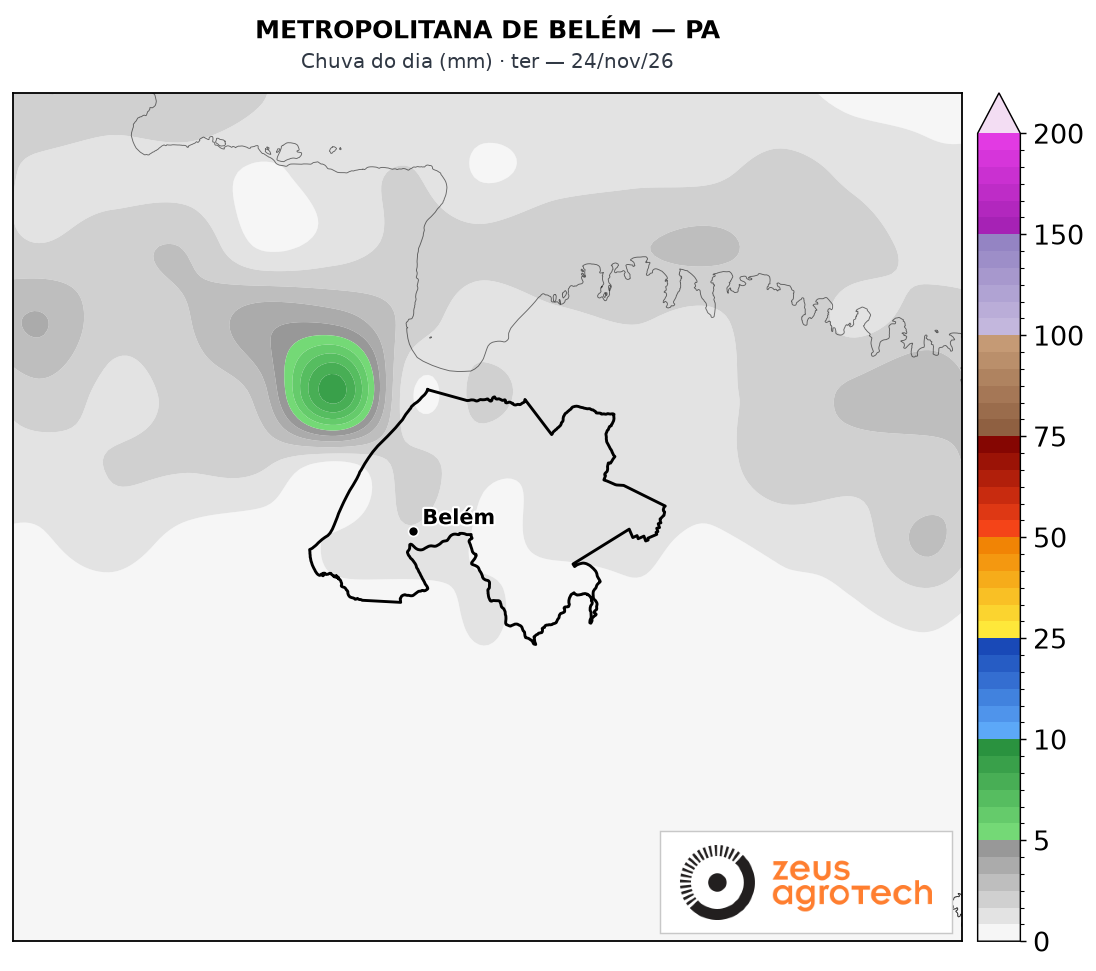 METROPOLITANA DE BELÉM — PA
Chuva do dia (mm) · ter — 24/nov/26
200
150
100
75
50
25
10
5
0
Belém
zeus
agrotech